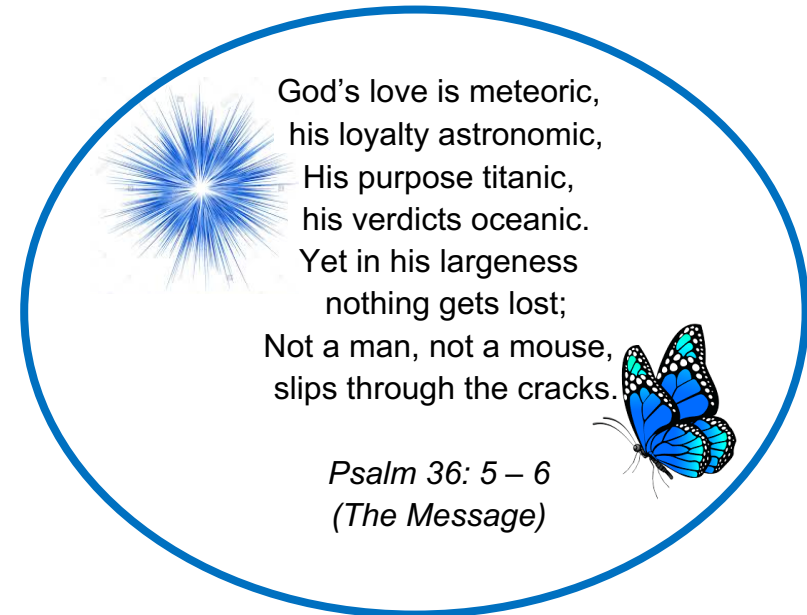 God’s love is meteoric,
his loyalty astronomic,
His purpose titanic,
his verdicts oceanic.
Yet in his largeness
nothing gets lost;
Not a man, not a mouse,
slips through the cracks.
Psalm 36: 5 – 6
(The Message)